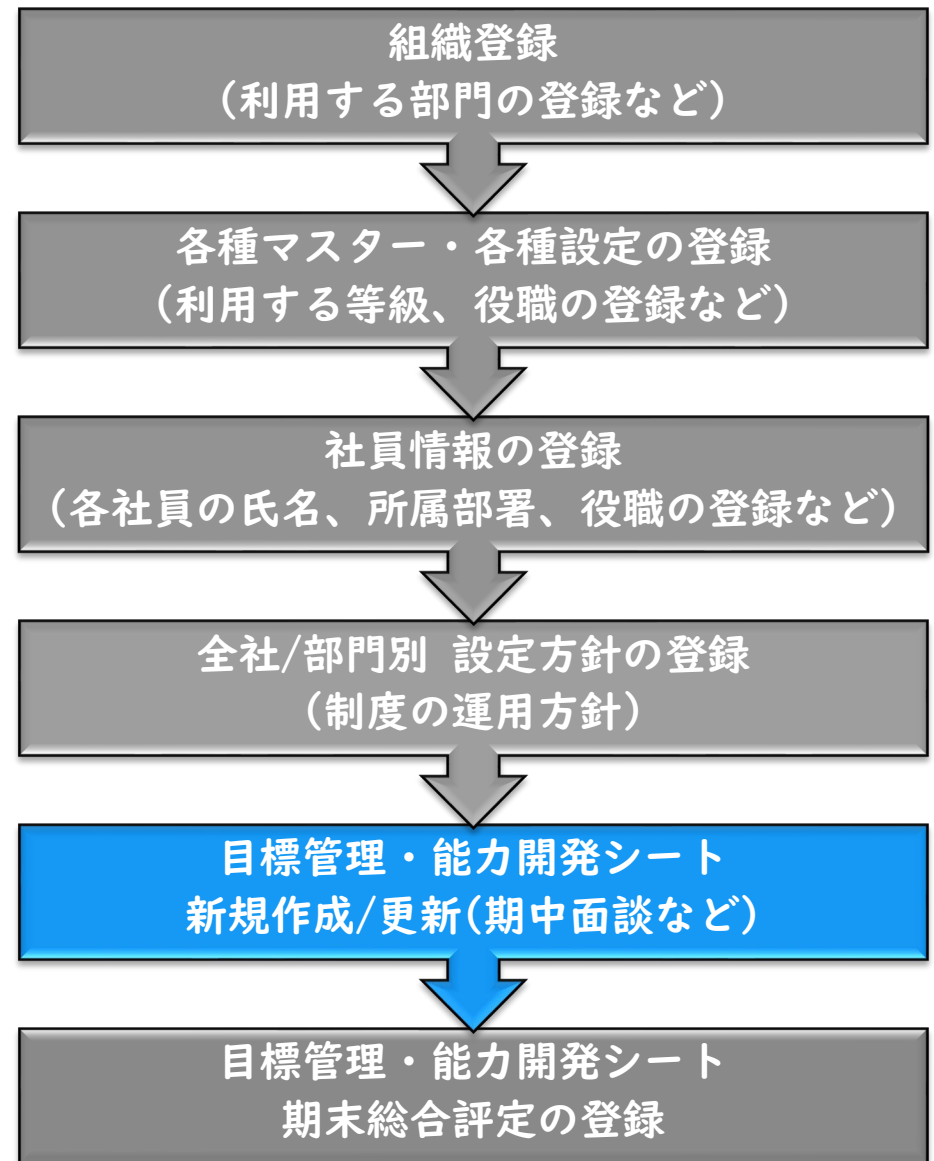 組織登録
（利用する部門の登録など）
各種マスター・各種設定の登録
（利用する等級、役職の登録など）
社員情報の登録
（各社員の氏名、所属部署、役職の登録など）
全社/部門別 設定方針の登録
（制度の運用方針）
目標管理・能力開発シート
新規作成/更新(期中面談など)
目標管理・能力開発シート
期末総合評定の登録